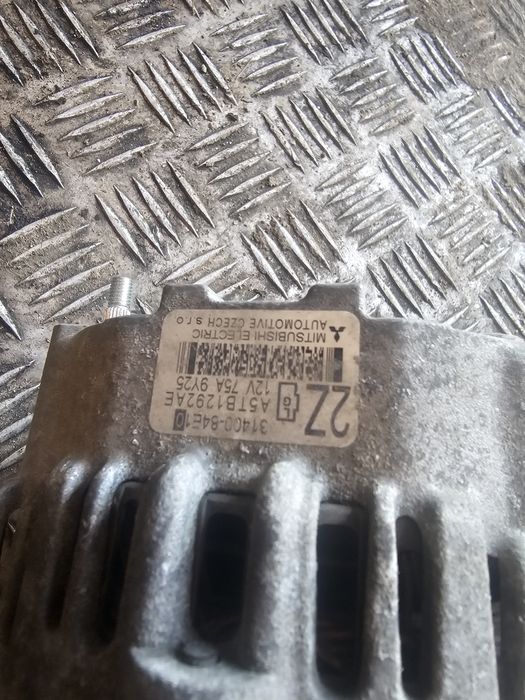 2Z
31400-84E10
A5TB1292AE
12V 75A 9Y25
MITSUBISHI ELECTRIC
AUTOMOTIVE CZECH s.r.o